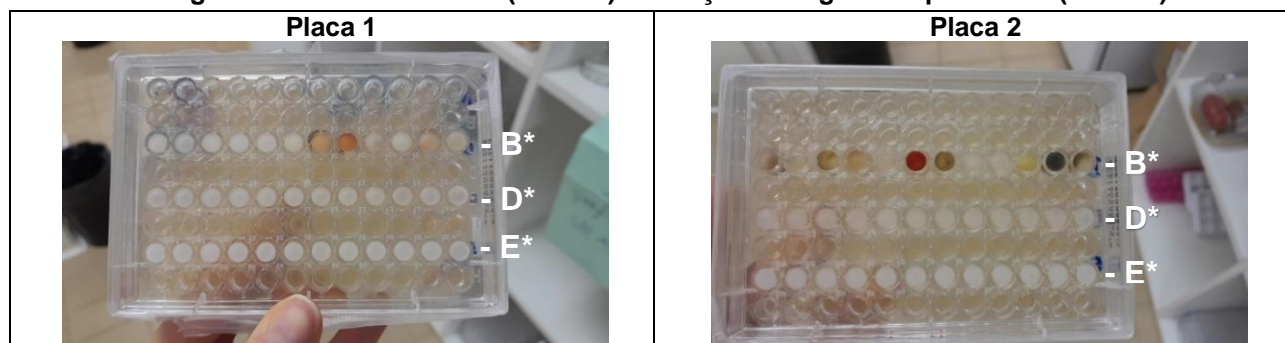 Placa 1
Placa 2
- B*
- D*
- E*
- B*
- D*
- E*